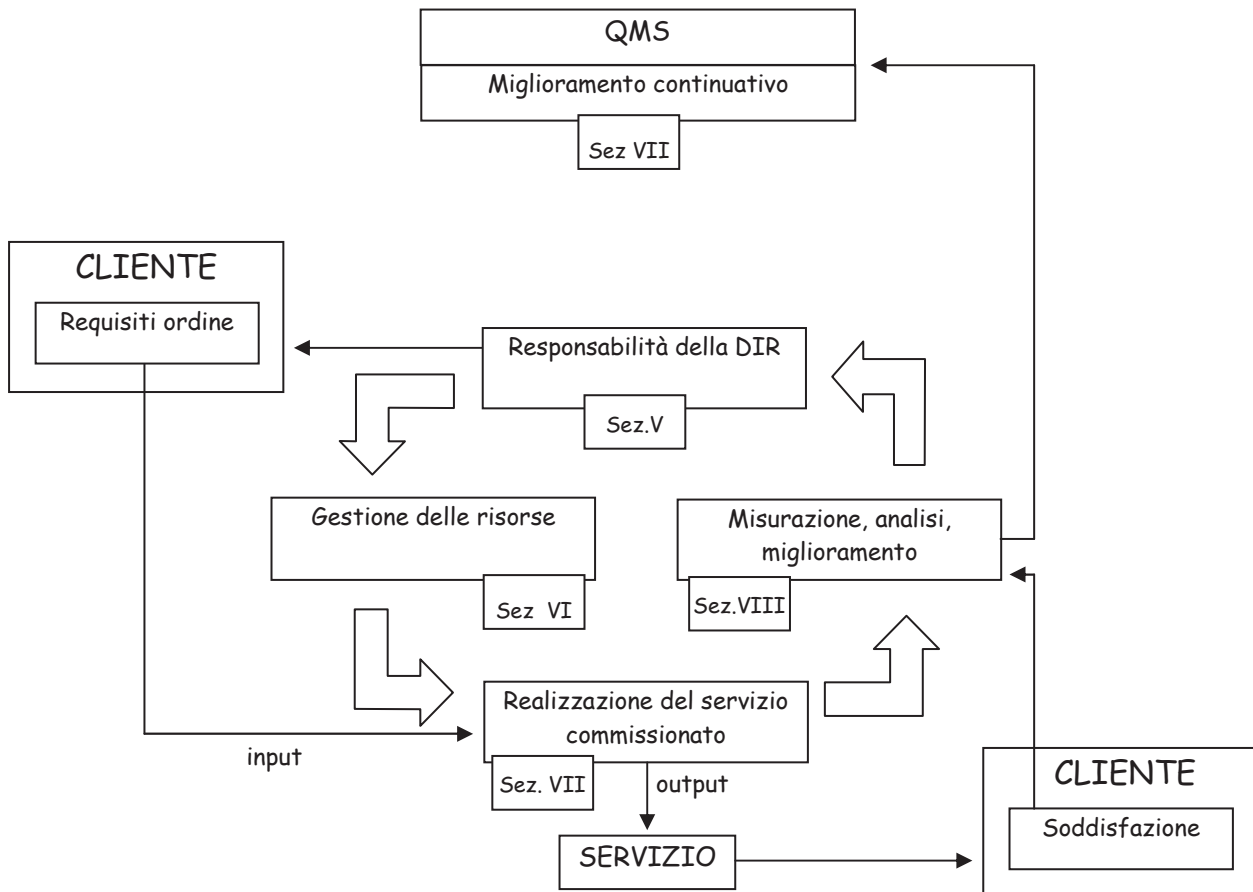 QMS
Miglioramento continuativo
Sez VII
CLIENTE
Requisiti ordine
Responsabilità della DIR
Sez.V
Gestione delle risorse
Sez VI
Misurazione, analisi,
miglioramento
Sez.VIII
Realizzazione del servizio
commissionato
Sez. VII
input
output
SERVIZIO
CLIENTE
Soddisfazione